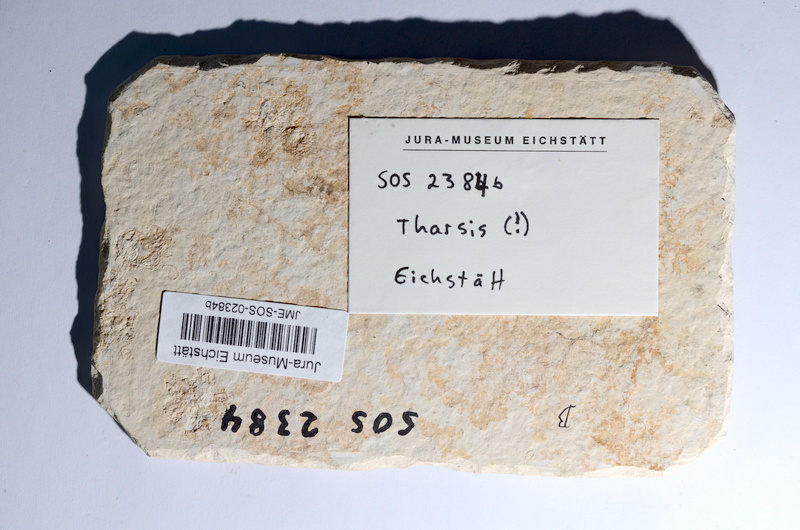 JURA-MUSEUM EICHSTÄTT
SOS 2384b
Tharsis (!)
Eichstätt
Jura-Museum Eichstätt
JME-SOS-02384b
SOS 2384
B